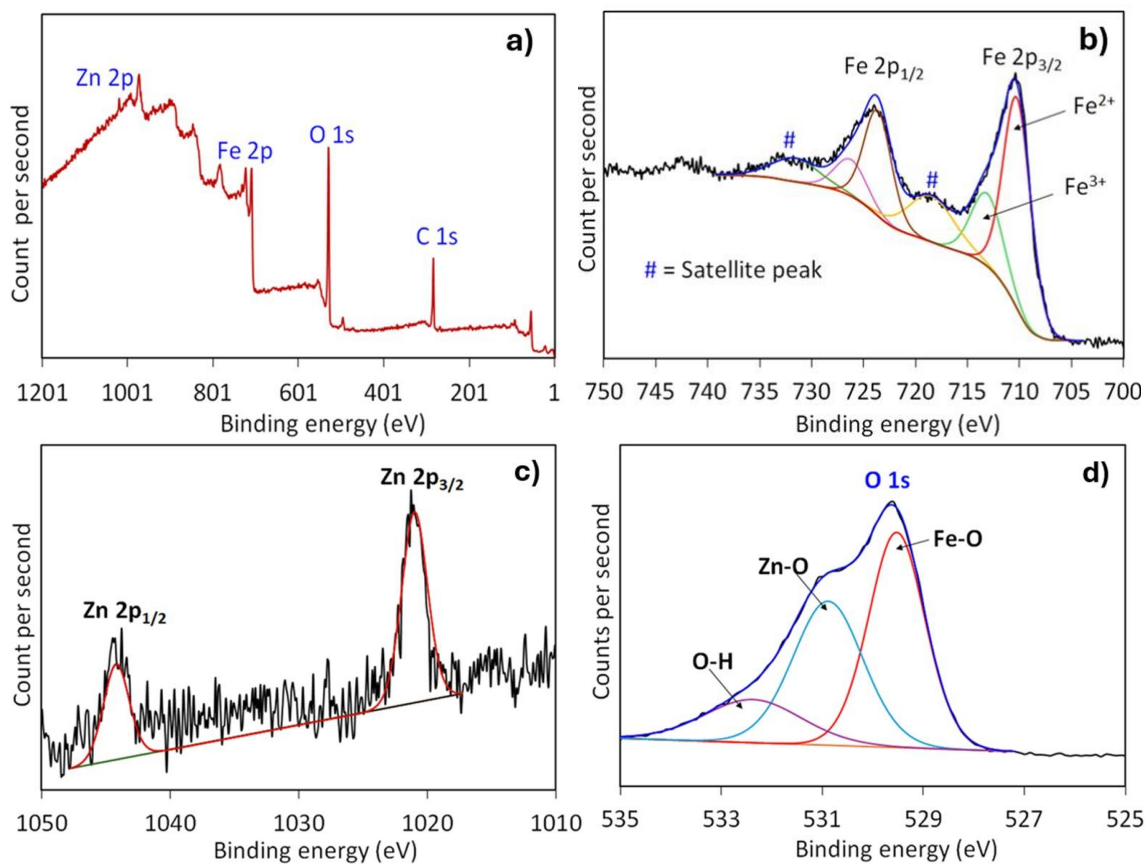 a)
Zn 2p
Fe 2p
O 1s
C 1s
Count per second
1201 1001 801 601 401 201 1
Binding energy (eV)
b)
Fe 2p1/2
Fe 2p3/2
Fe2+
Fe3+
#
#
# = Satellite peak
Count per second
750 745 740 735 730 725 720 715 710 705 700
Binding energy (eV)
c)
Zn 2p3/2
Zn 2p1/2
Count per second
1050 1040 1030 1020 1010
Binding energy (eV)
d)
O 1s
Fe-O
Zn-O
O-H
Counts per second
535 533 531 529 527 525
Binding energy (eV)